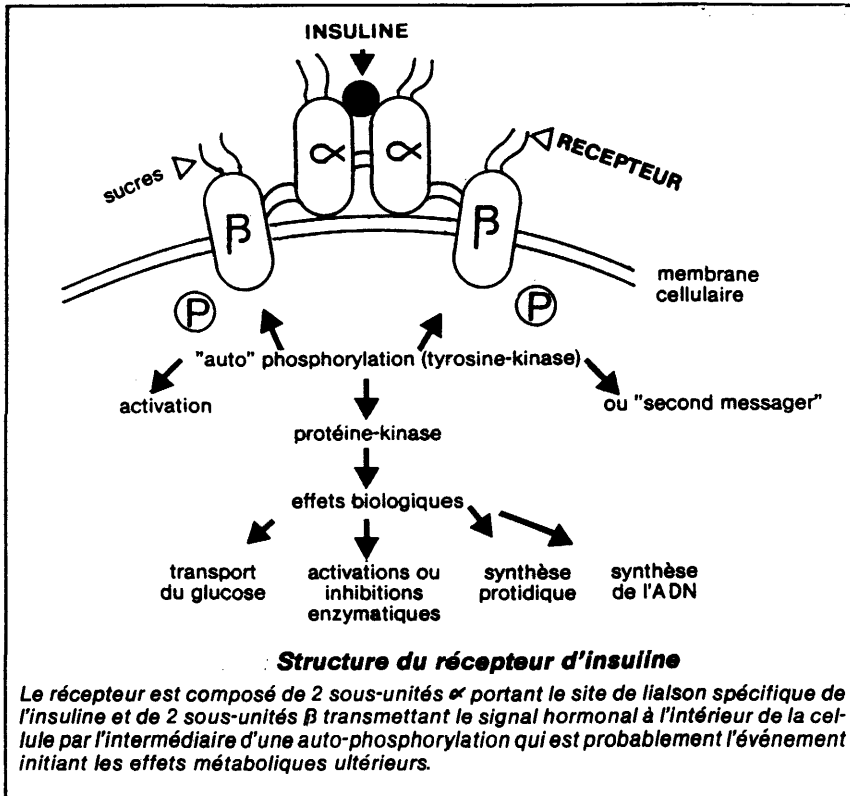 INSULINE
α α
sucres
RECEPTEUR
β β
membrane
cellulaire
P P
"auto" phosphorylation (tyrosine-kinase)
activation
ou "second messager"
protéine-kinase
effets biologiques
transport
du glucose
activations ou
inhibitions
enzymatiques
synthèse
protidique
synthèse
de l'ADN
Structure du récepteur d'insuline
Le récepteur est composé de 2 sous-unités α portant le site de liaison spécifique de
l'insuline et de 2 sous-unités β transmettant le signal hormonal à l'intérieur de la cel-
lule par l'intermédiaire d'une auto-phosphorylation qui est probablement l'événement
initiant les effets métaboliques ultérieurs.